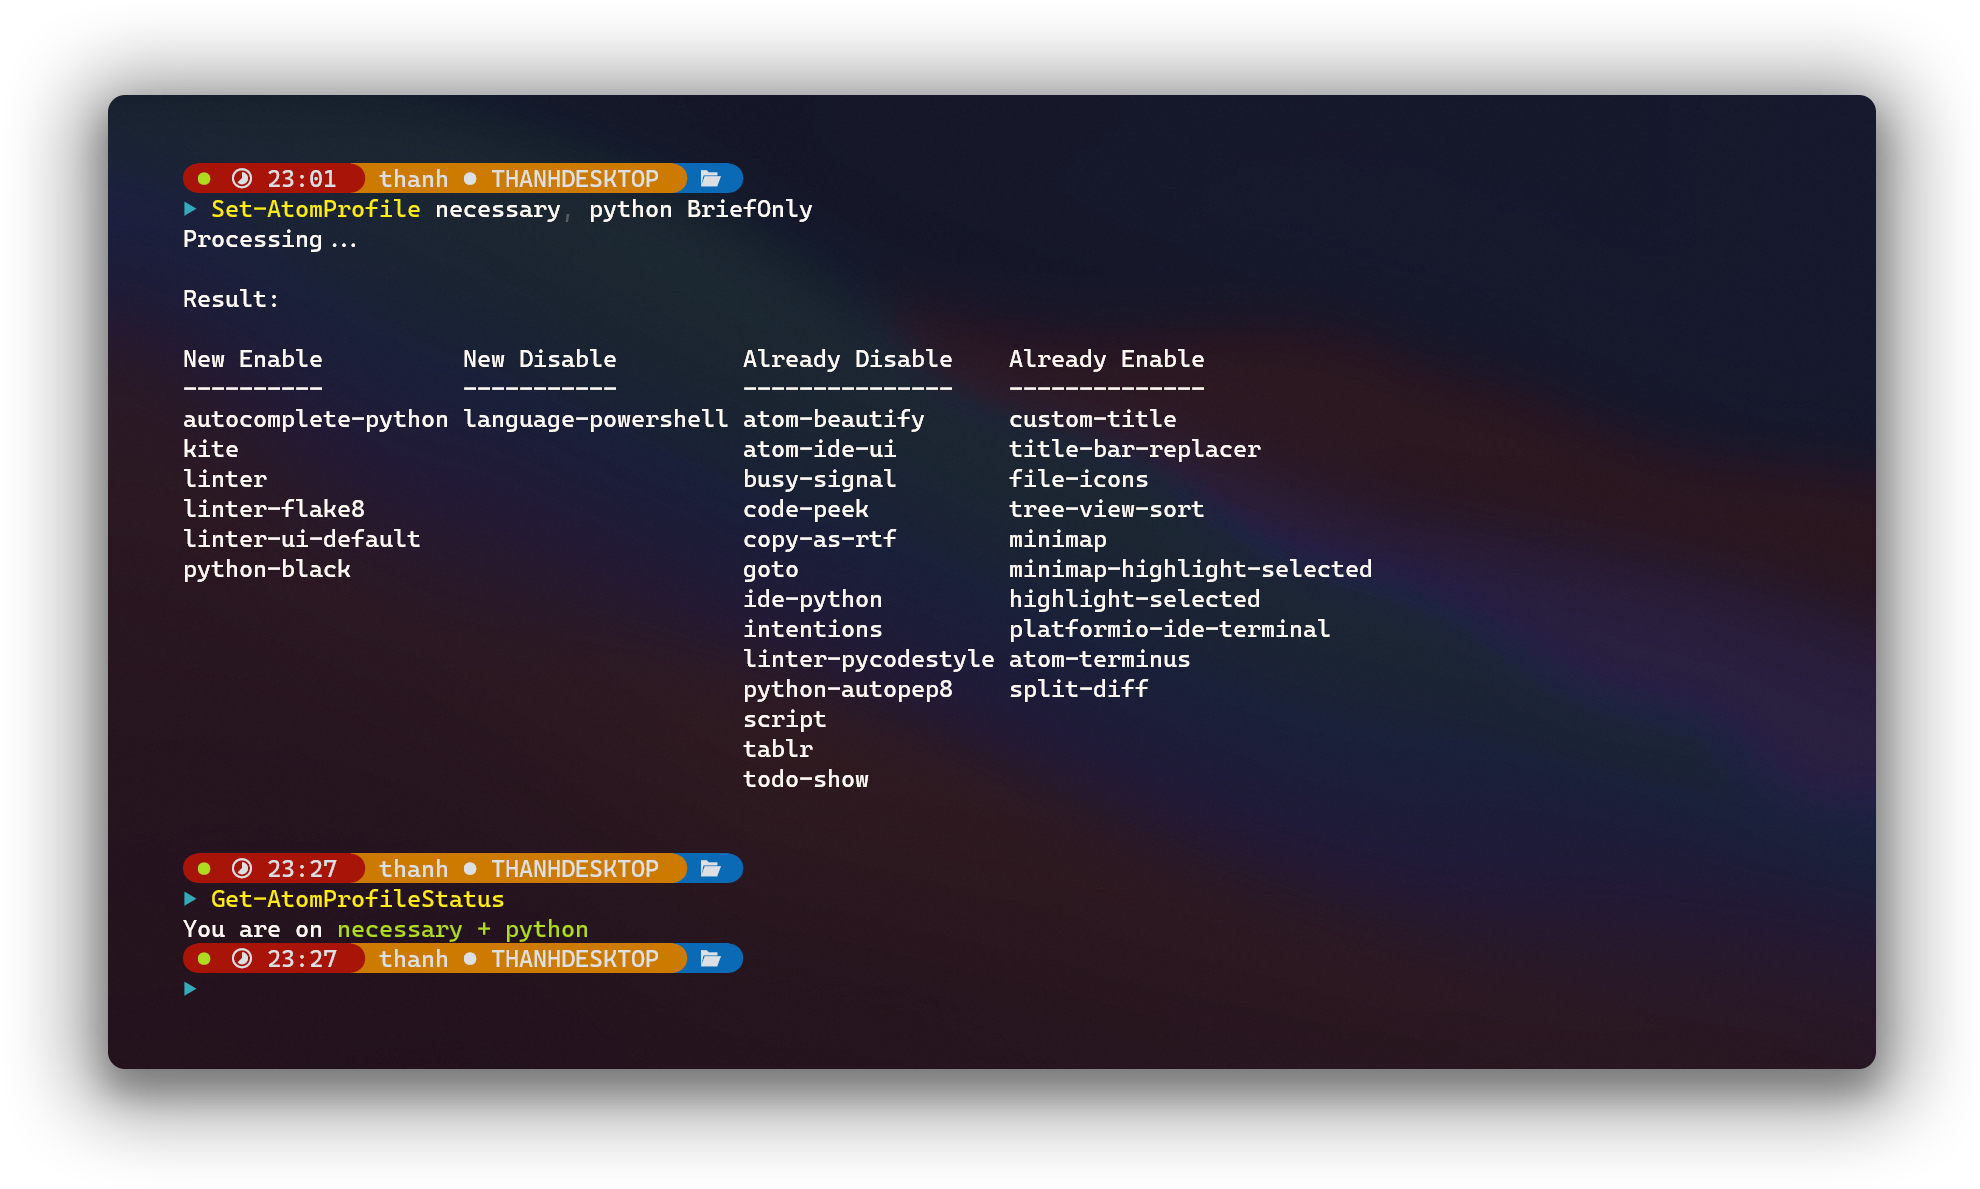 23:01 thanh ● THANHDESKTOP
Set-AtomProfile necessary, python BriefOnly
Processing...
Result:
New Enable New Disable Already Disable Already Enable
---------- ----------- --------------- --------------
autocomplete-python language-powershell atom-beautify custom-title
kite atom-ide-ui title-bar-replacer
linter busy-signal file-icons
linter-flake8 code-peek tree-view-sort
linter-ui-default copy-as-rtf minimap
python-black goto minimap-highlight-selected
ide-python highlight-selected
intentions platformio-ide-terminal
linter-pycodestyle atom-terminus
python-autopep8 split-diff
script
tablr
todo-show
23:27 thanh ● THANHDESKTOP
Get-AtomProfileStatus
You are on necessary + python
23:27 thanh ● THANHDESKTOP